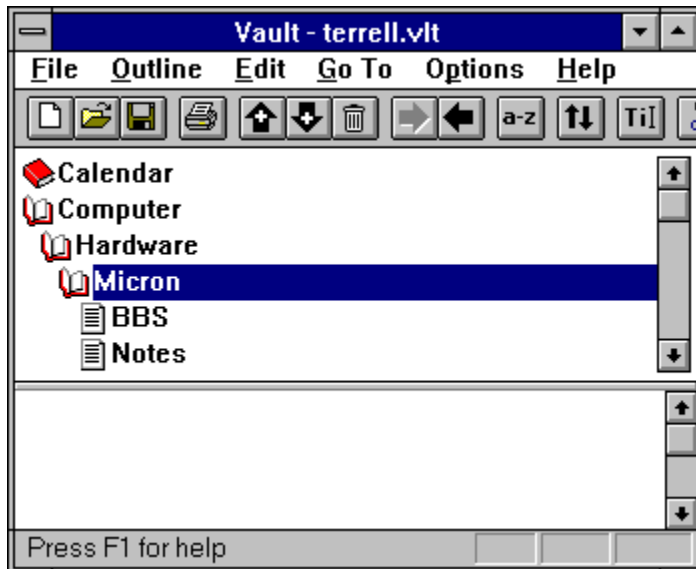 Vault - terrell.vlt
File Outline Edit Go To Options Help
a-z TiI
Calendar
Computer
Hardware
Micron
BBS
Notes
Press F1 for help